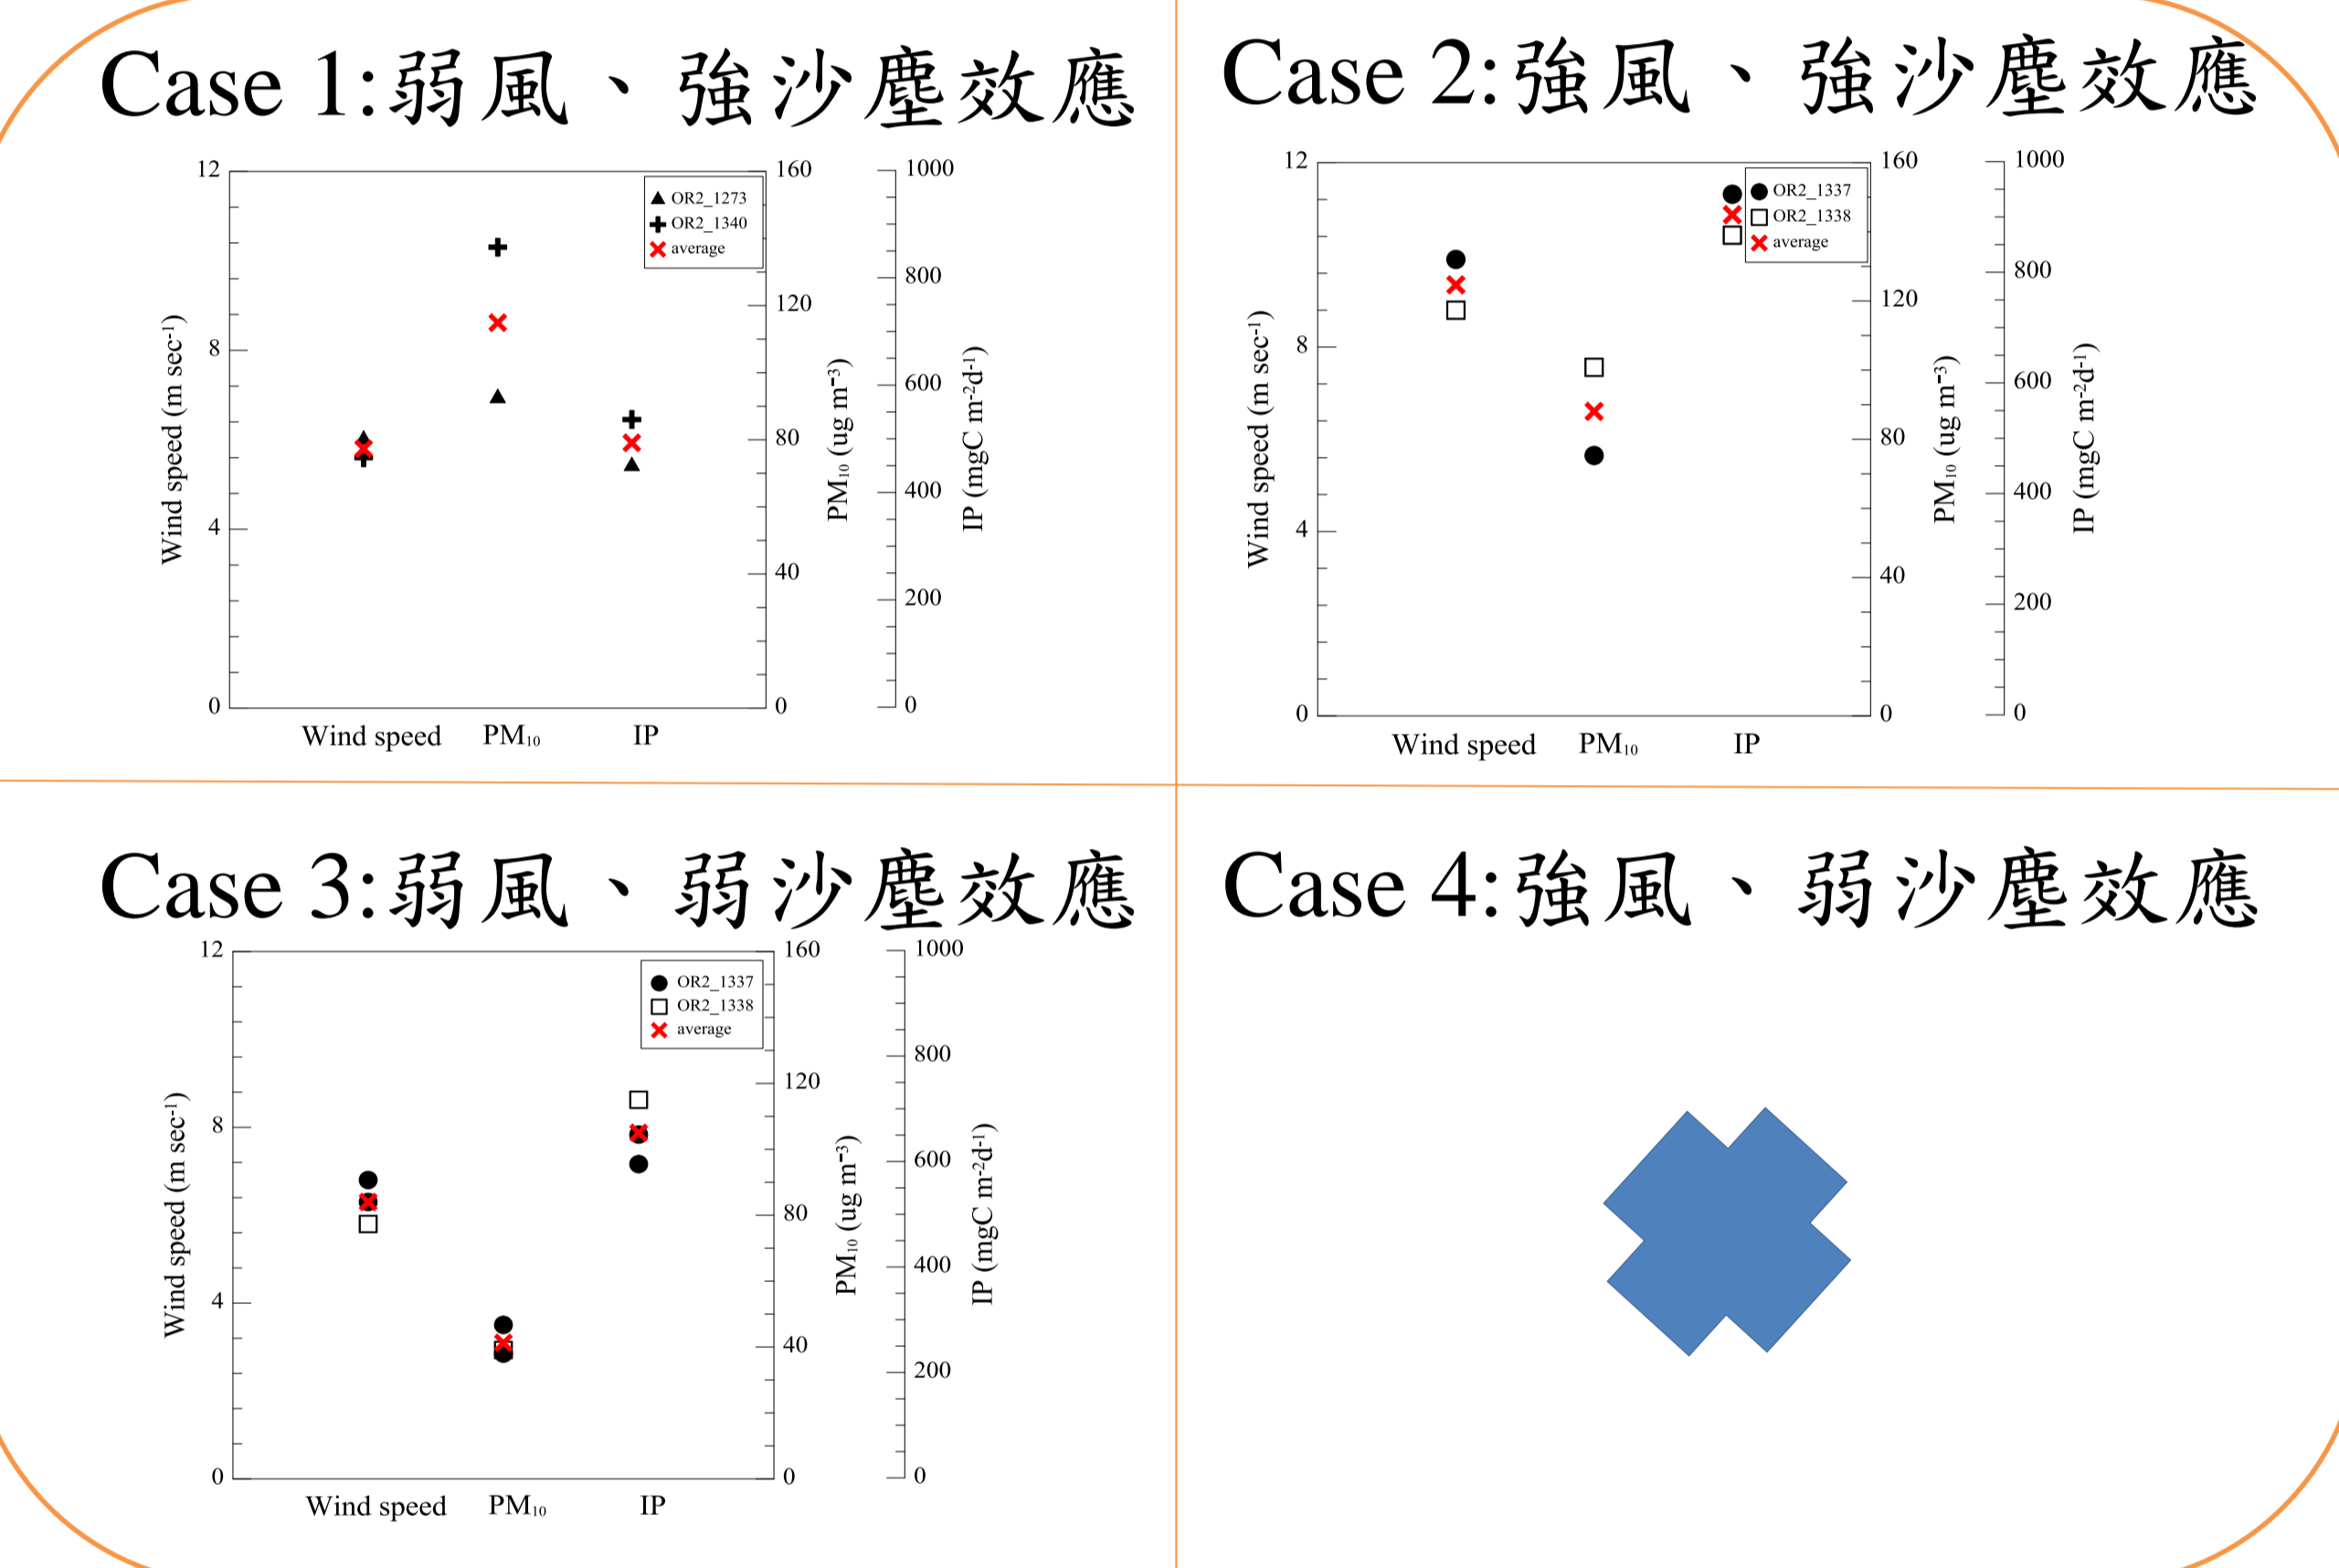 Case 1:弱風、強沙塵效應
12
8
4
0
Wind speed (m sec-1)
OR2_1273
OR2_1340
average
160
120
80
40
0
PM10 (ug m-3)
1000
800
600
400
200
0
IP (mgC m-2d-1)
Wind speed PM10 IP
Case 2:強風、強沙塵效應
12
8
4
0
Wind speed (m sec-1)
OR2_1337
OR2_1338
average
160
120
80
40
0
PM10 (ug m-3)
1000
800
600
400
200
0
IP (mgC m-2d-1)
Wind speed PM10 IP
Case 3:弱風、弱沙塵效應
12
8
4
0
Wind speed (m sec-1)
OR2_1337
OR2_1338
average
160
120
80
40
0
PM10 (ug m-3)
1000
800
600
400
200
0
IP (mgC m-2d-1)
Wind speed PM10 IP
Case 4:強風、弱沙塵效應